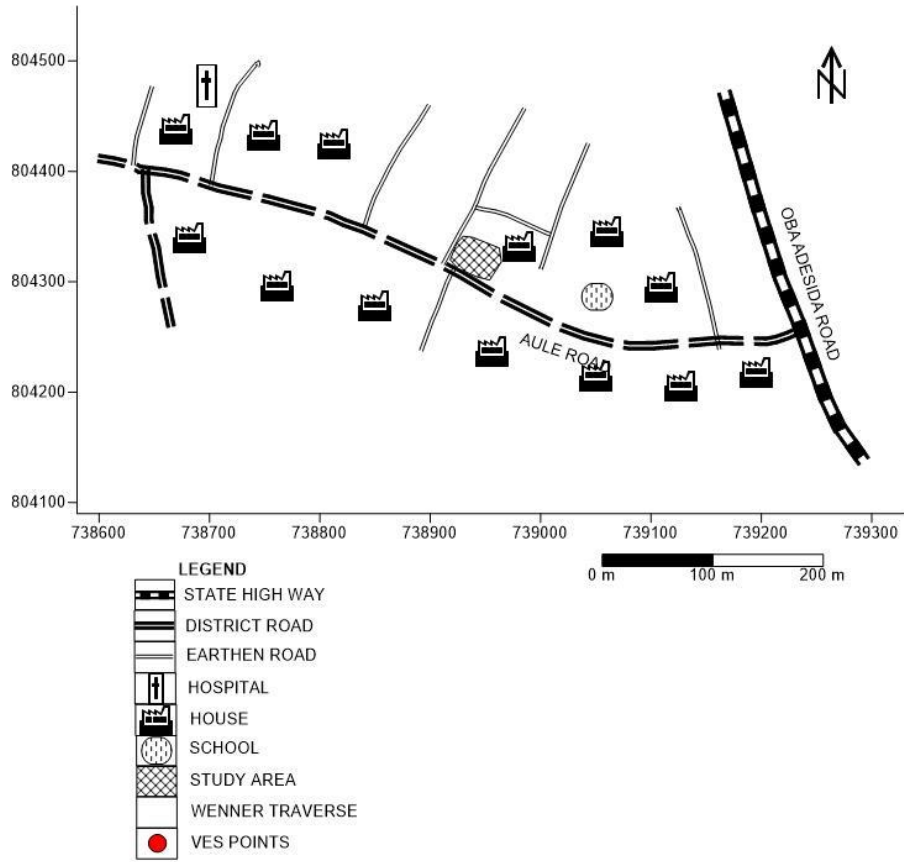 804500
804400
804300
804200
804100
N
OBA ADESIDA ROAD
AULE ROAD
738600 738700 738800 738900 739000 739100 739200 739300
0 m 100 m 200 m
LEGEND
STATE HIGH WAY
DISTRICT ROAD
EARTHEN ROAD
HOSPITAL
HOUSE
SCHOOL
STUDY AREA
WENNER TRAVERSE
VES POINTS